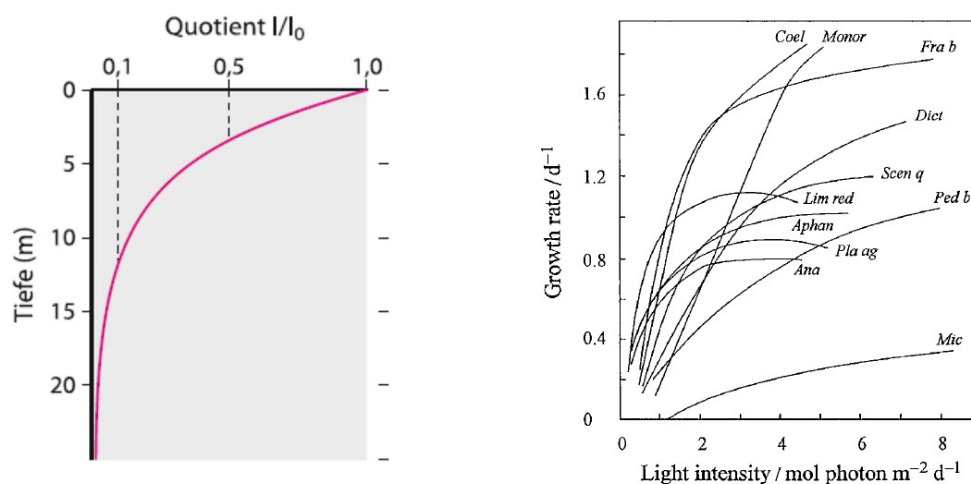 Quotient I/I₀
0,1 0,5 1,0
0
5
10
15
20
Tiefe (m)
Coel Monor
Fra b
Dict
Scen q
Lim red
Ped b
Aphan
Pla ag
Ana
Mic
1.6
1.2
0.8
0.4
0
Growth rate / d⁻¹
0 2 4 6 8
Light intensity / mol photon m⁻² d⁻¹